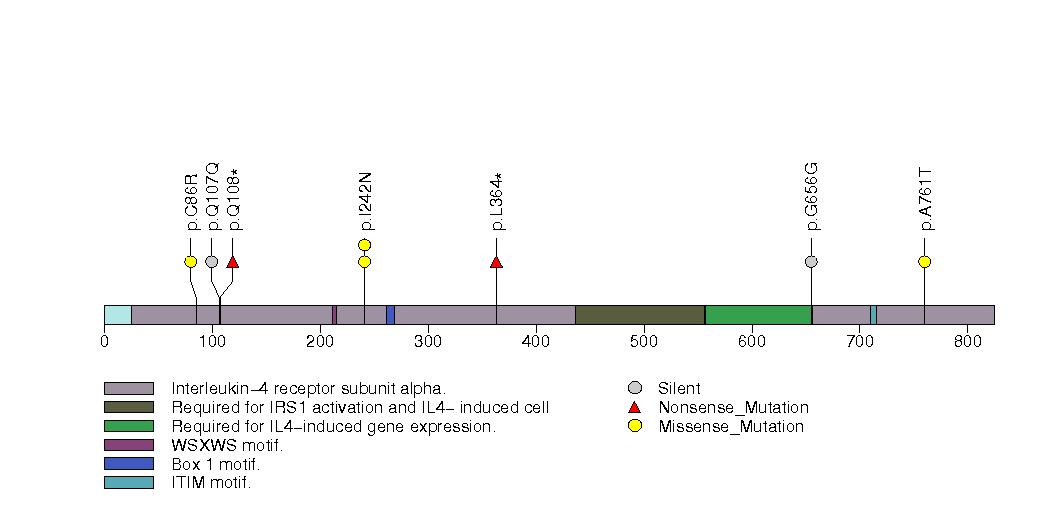 p.C86R
p.Q107Q
p.Q108*
p.I242N
p.L364*
p.G656G
p.A761T
0 100 200 300 400 500 600 700 800
Interleukin-4 receptor subunit alpha.
Required for IRS1 activation and IL4- induced cell
Required for IL4-induced gene expression.
WSXWS motif.
Box 1 motif.
ITIM motif.
Silent
Nonsense_Mutation
Missense_Mutation